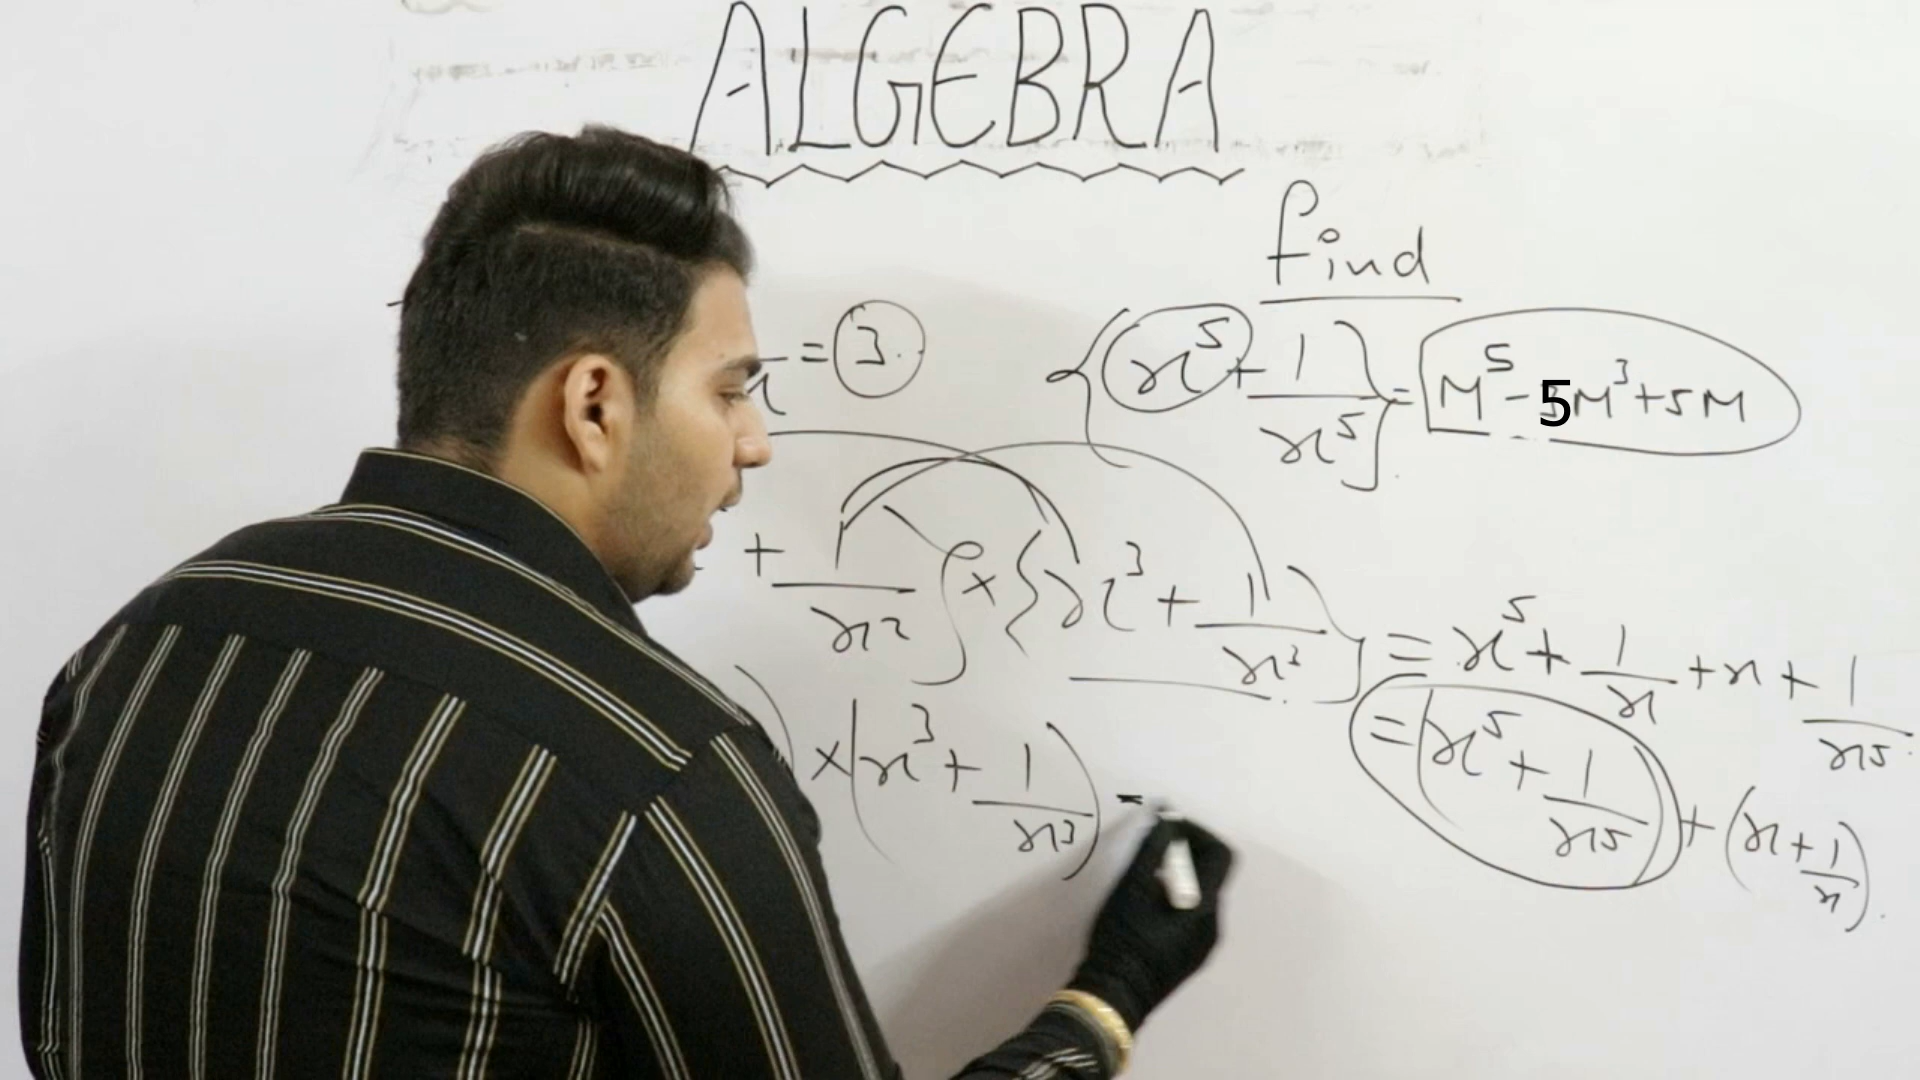 ALGEBRA
find
= 3.
{x⁵ + 1/x⁵} = M⁵ - 5M³ + 5M
+ 1/x² } × {x³ + 1/x³} = x⁵ + 1/x + x + 1/x⁵.
) × (x³ + 1/x³) = = (x⁵ + 1/x⁵) + (x + 1/x).